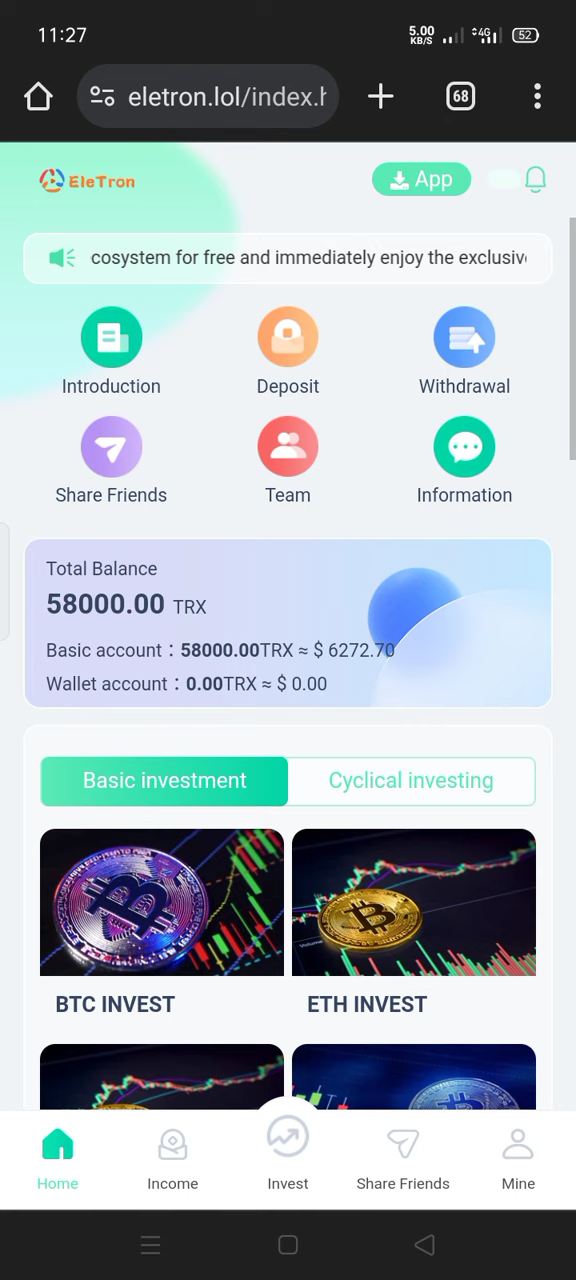 11:27
5.00
KB/S
4G
52
eletron.lol/index.h
68
EleTron
App
cosystem for free and immediately enjoy the exclusive
Introduction
Deposit
Withdrawal
Share Friends
Team
Information
Total Balance
58000.00 TRX
Basic account：58000.00TRX ≈ $ 6272.70
Wallet account：0.00TRX ≈ $ 0.00
Basic investment
Cyclical investing
BTC INVEST
ETH INVEST
Home
Income
Invest
Share Friends
Mine